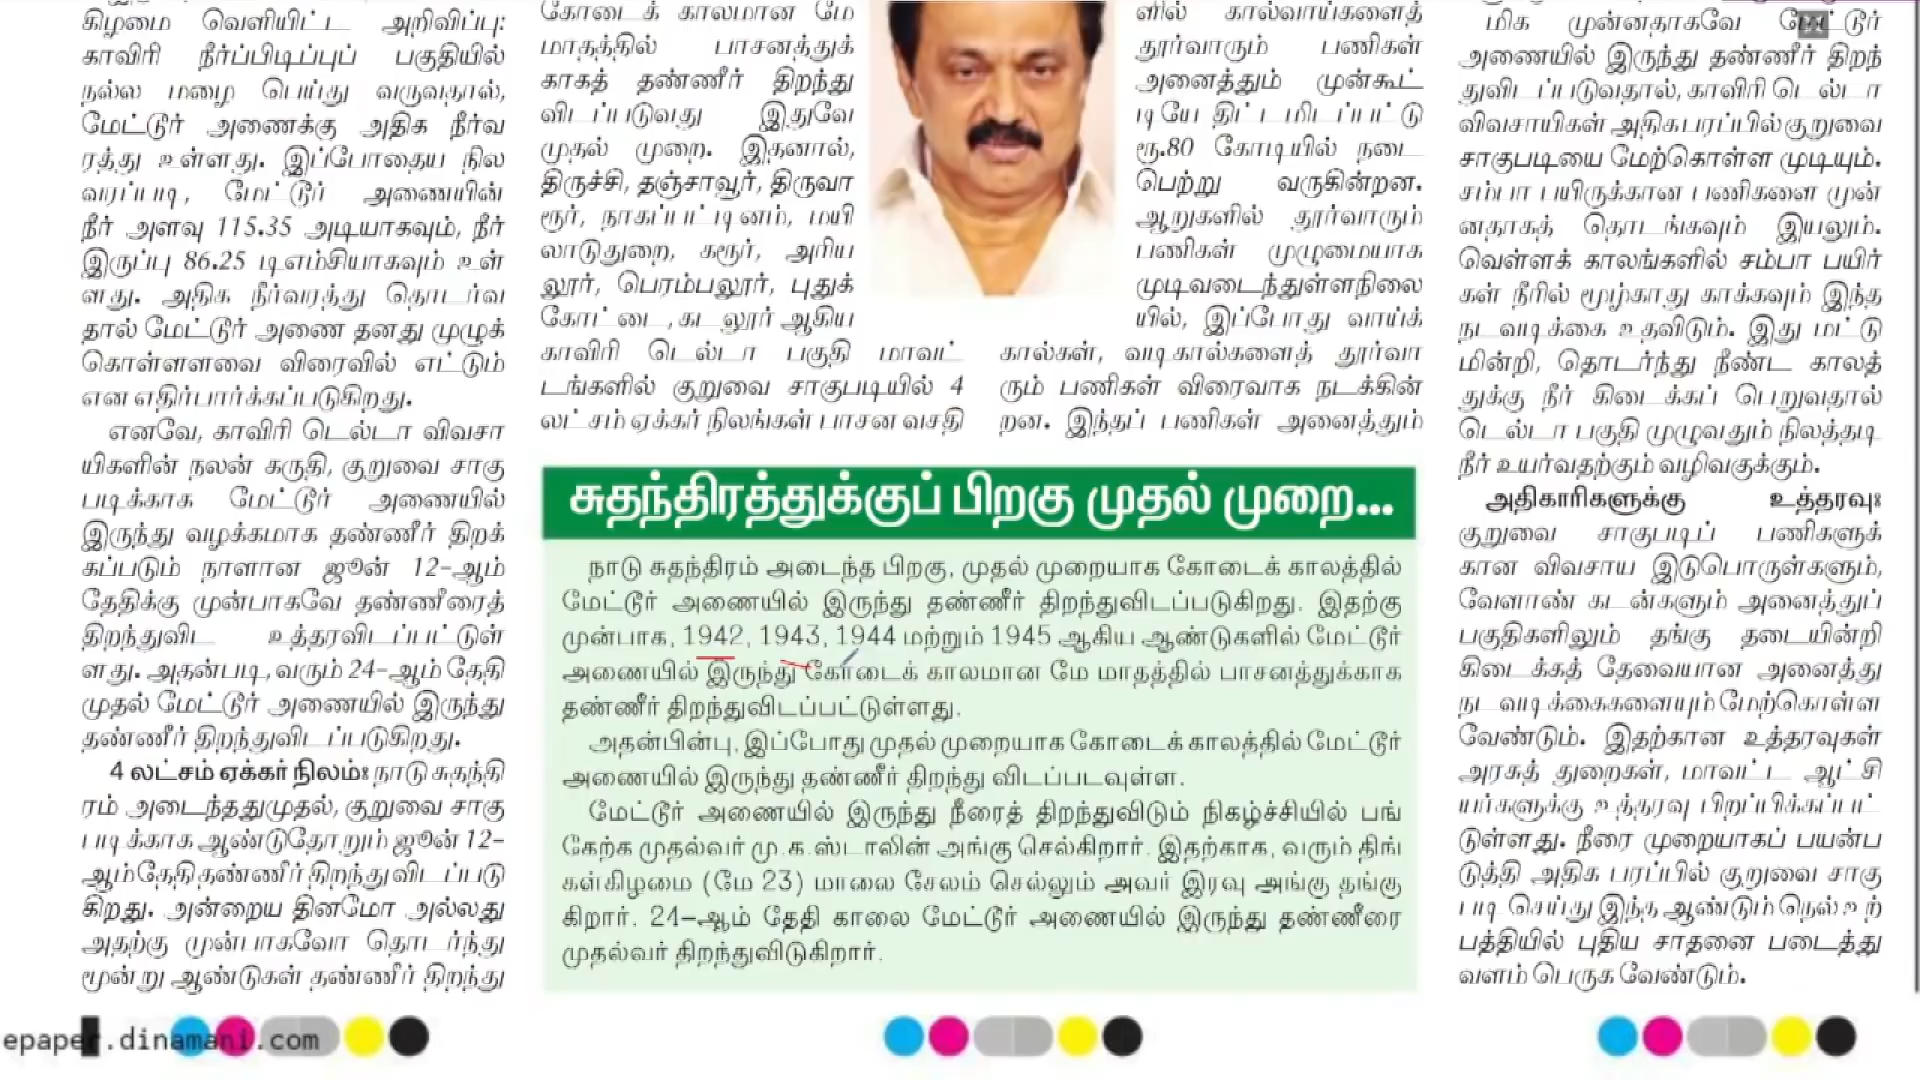 கிழமை வெளியிட்ட அறிவிப்பு:
காவிரி நீர்ப்பிடிப்புப் பகுதியில்
நல்ல மழை பெய்து வருவதால்,
மேட்டூர் அணைக்கு அதிக நீர்வ
ரத்து உள்ளது. இப்போதைய நில
வரப்படி, மேட்டூர் அணையின்
நீர் அளவு 115.35 அடியாகவும், நீர்
இருப்பு 86.25 டிஎம்சியாகவும் உள்
ளது. அதிக நீர்வரத்து தொடர்வ
தால் மேட்டூர் அணை தனது முழுக்
கொள்ளளவை விரைவில் எட்டும்
என எதிர்பார்க்கப்படுகிறது.
எனவே, காவிரி டெல்டா விவசா
யிகளின் நலன் கருதி, குறுவை சாகு
படிக்காக மேட்டூர் அணையில்
இருந்து வழக்கமாக தண்ணீர் திறக்
கப்படும் நாளான ஜூன் 12-ஆம்
தேதிக்கு முன்பாகவே தண்ணீரைத்
திறந்துவிட உத்தரவிடப்பட்டுள்
ளது. அதன்படி, வரும் 24-ஆம் தேதி
முதல் மேட்டூர் அணையில் இருந்து
தண்ணீர் திறந்துவிடப்படுகிறது.
4 லட்சம் ஏக்கர் நிலம்: நாடு சுதந்தி
ரம் அடைந்ததுமுதல், குறுவை சாகு
படிக்காக ஆண்டுதோறும் ஜூன் 12-
ஆம்தேதி தண்ணீர் திறந்து விடப்படு
கிறது. அன்றைய தினமோ அல்லது
அதற்கு முன்பாகவோ தொடர்ந்து
மூன்று ஆண்டுகள் தண்ணீர் திறந்து
கோடைக் காலமான மே
மாதத்தில் பாசனத்துக்
காகத் தண்ணீர் திறந்து
விடப்படுவது இதுவே
முதல் முறை. இதனால்,
திருச்சி, தஞ்சாவூர், திருவா
ரூர், நாகப்பட்டினம், மயி
லாடுதுறை, கரூர், அரிய
லூர், பெரம்பலூர், புதுக்
கோட்டை, கடலூர் ஆகிய
காவிரி டெல்டா பகுதி மாவட்
டங்களில் குறுவை சாகுபடியில் 4
லட்சம் ஏக்கர் நிலங்கள் பாசன வசதி
ளில் கால்வாய்களைத்
தூர்வாரும் பணிகள்
அனைத்தும் முன்கூட்
டியே திட்டமிடப்பட்டு
ரூ.80 கோடியில் நடை
பெற்று வருகின்றன.
ஆறுகளில் தூர்வாரும்
பணிகள் முழுமையாக
முடிவடைந்துள்ளநிலை
யில், இப்போது வாய்க்
கால்கள், வடிகால்களைத் தூர்வா
ரும் பணிகள் விரைவாக நடக்கின்
றன. இந்தப் பணிகள் அனைத்தும்
சுதந்திரத்துக்குப் பிறகு முதல் முறை...
நாடு சுதந்திரம் அடைந்த பிறகு, முதல் முறையாக கோடைக் காலத்தில்
மேட்டூர் அணையில் இருந்து தண்ணீர் திறந்துவிடப்படுகிறது. இதற்கு
முன்பாக, 1942, 1943, 1944 மற்றும் 1945 ஆகிய ஆண்டுகளில் மேட்டூர்
அணையில் இருந்து கோடைக் காலமான மே மாதத்தில் பாசனத்துக்காக
தண்ணீர் திறந்துவிடப்பட்டுள்ளது.
அதன்பின்பு, இப்போது முதல் முறையாக கோடைக் காலத்தில் மேட்டூர்
அணையில் இருந்து தண்ணீர் திறந்து விடப்படவுள்ள.
மேட்டூர் அணையில் இருந்து நீரைத் திறந்துவிடும் நிகழ்ச்சியில் பங்
கேற்க முதல்வர் மு.க.ஸ்டாலின் அங்கு செல்கிறார். இதற்காக, வரும் திங்
கள்கிழமை (மே 23) மாலை சேலம் செல்லும் அவர் இரவு அங்கு தங்கு
கிறார். 24-ஆம் தேதி காலை மேட்டூர் அணையில் இருந்து தண்ணீரை
முதல்வர் திறந்துவிடுகிறார்.
மிக முன்னதாகவே மேட்டூர்
அணையில் இருந்து தண்ணீர் திறந்
துவிடப்படுவதால், காவிரி டெல்டா
விவசாயிகள் அதிகபரப்பில் குறுவை
சாகுபடியை மேற்கொள்ள முடியும்.
சம்பா பயிருக்கான பணிகளை முன்
னதாகத் தொடங்கவும் இயலும்.
வெள்ளக் காலங்களில் சம்பா பயிர்
கள் நீரில் மூழ்காது காக்கவும் இந்த
நடவடிக்கை உதவிடும். இது மட்டு
மின்றி, தொடர்ந்து நீண்ட காலத்
துக்கு நீர் கிடைக்கப் பெறுவதால்
டெல்டா பகுதி முழுவதும் நிலத்தடி
நீர் உயர்வதற்கும் வழிவகுக்கும்.
அதிகாரிகளுக்கு உத்தரவு:
குறுவை சாகுபடிப் பணிகளுக்
கான விவசாய இடுபொருள்களும்,
வேளாண் கடன்களும் அனைத்துப்
பகுதிகளிலும் தங்கு தடையின்றி
கிடைக்கத் தேவையான அனைத்து
நடவடிக்கைகளையும் மேற்கொள்ள
வேண்டும். இதற்கான உத்தரவுகள்
அரசுத் துறைகள், மாவட்ட ஆட்சி
யர்களுக்கு உத்தரவு பிறப்பிக்கப்பட்
டுள்ளது. நீரை முறையாகப் பயன்ப
டுத்தி அதிக பரப்பில் குறுவை சாகு
படி செய்து இந்த ஆண்டும் நெல் உற்
பத்தியில் புதிய சாதனை படைத்து
வளம் பெருக வேண்டும்.
epaper.dinamani.com